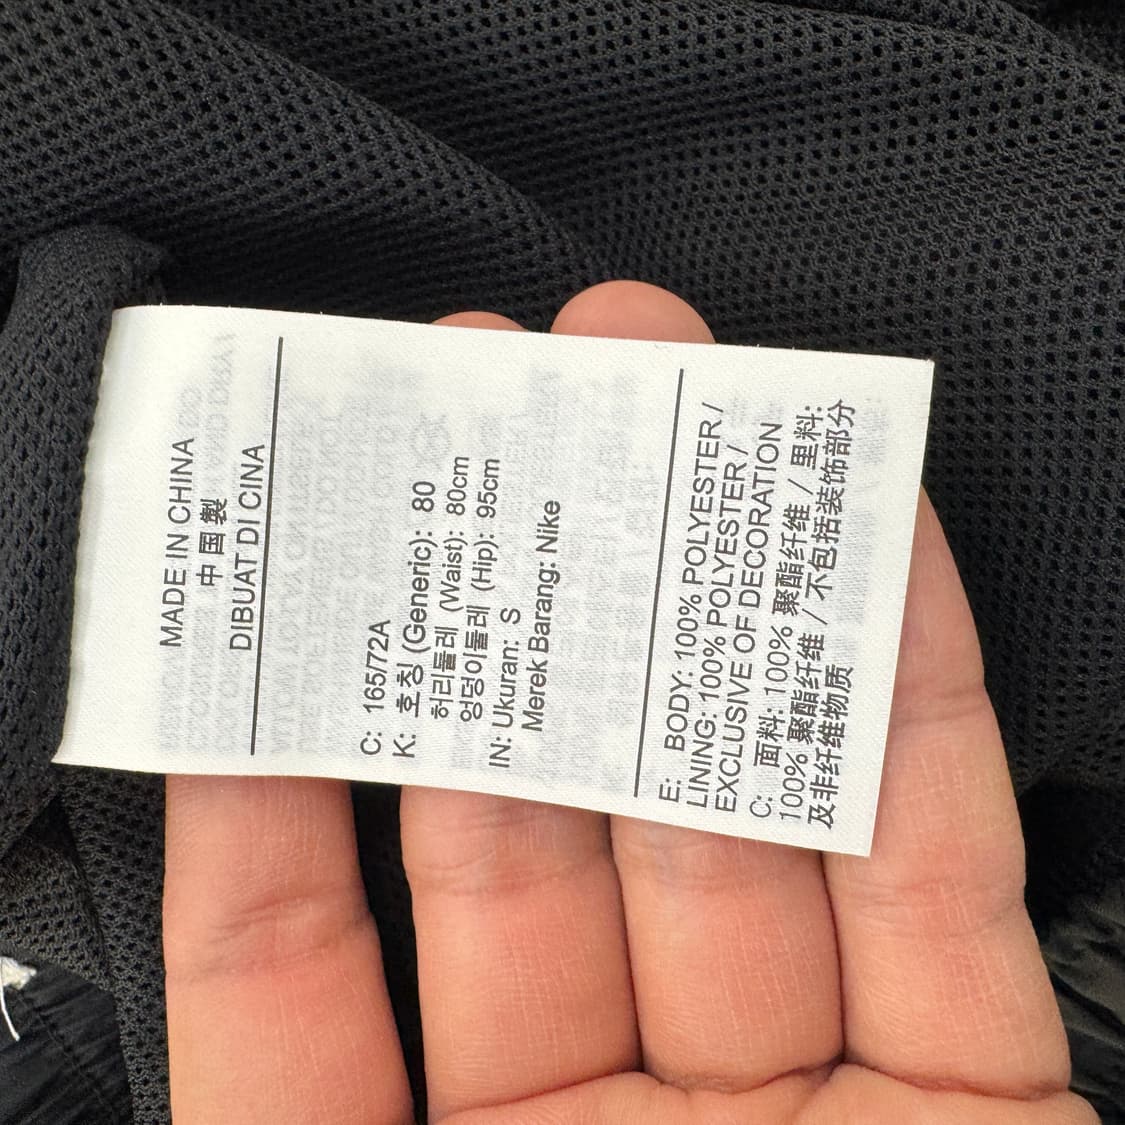 MADE IN CHINA
中国製
DIBUAT DI CINA
C: 165/72A
K: 호칭 (Generic): 80
허리둘레 (Waist): 80cm
엉덩이둘레 (Hip): 95cm
IN: Ukuran: S
Merek Barang: Nike
E: BODY: 100% POLYESTER /
LINING: 100% POLYESTER /
EXCLUSIVE OF DECORATION
C: 面料: 100% 聚酯纤维 / 里料:
100% 聚酯纤维 / 不包括装饰部分
及非纤维物质